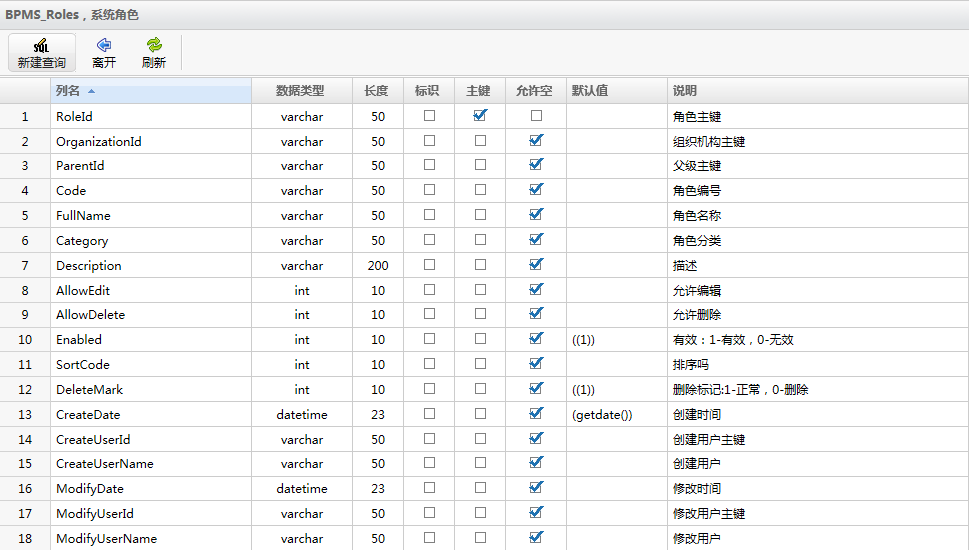 BPMS_Roles，系统角色
SQL
新建查询 离开 刷新
列名 数据类型 长度 标识 主键 允许空 默认值 说明
1 RoleId varchar 50 角色主键
2 OrganizationId varchar 50 组织机构主键
3 ParentId varchar 50 父级主键
4 Code varchar 50 角色编号
5 FullName varchar 50 角色名称
6 Category varchar 50 角色分类
7 Description varchar 200 描述
8 AllowEdit int 10 允许编辑
9 AllowDelete int 10 允许删除
10 Enabled int 10 ((1)) 有效：1-有效，0-无效
11 SortCode int 10 排序吗
12 DeleteMark int 10 ((1)) 删除标记:1-正常，0-删除
13 CreateDate datetime 23 (getdate()) 创建时间
14 CreateUserId varchar 50 创建用户主键
15 CreateUserName varchar 50 创建用户
16 ModifyDate datetime 23 修改时间
17 ModifyUserId varchar 50 修改用户主键
18 ModifyUserName varchar 50 修改用户